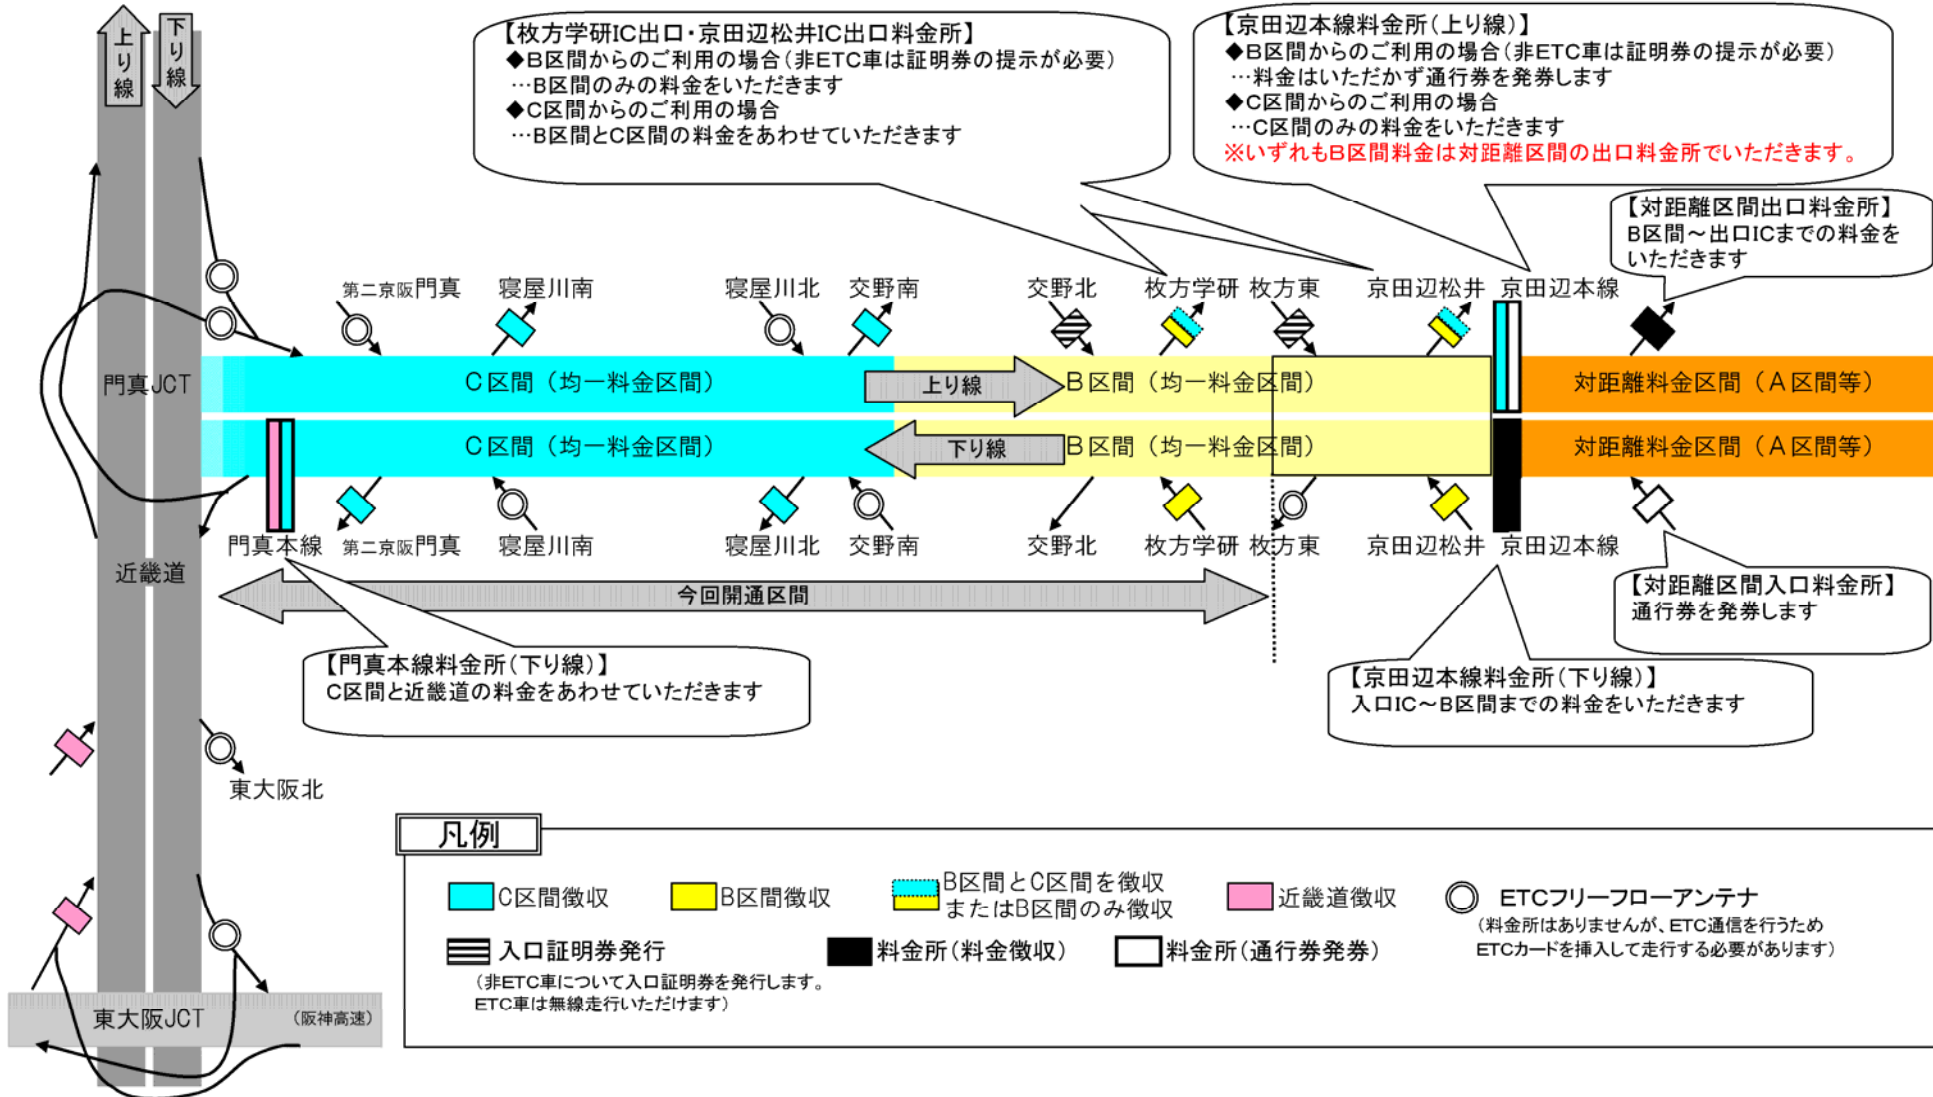 上り線
下り線
【枚方学研IC出口・京田辺松井IC出口料金所】
◆B区間からのご利用の場合(非ETC車は証明券の提示が必要)
…B区間のみの料金をいただきます
◆C区間からのご利用の場合
…B区間とC区間の料金をあわせていただきます
【京田辺本線料金所(上り線)】
◆B区間からのご利用の場合(非ETC車は証明券の提示が必要)
…料金はいただかず通行券を発券します
◆C区間からのご利用の場合
…C区間のみの料金をいただきます
※いずれもB区間料金は対距離区間の出口料金所でいただきます。
【対距離区間出口料金所】
B区間～出口ICまでの料金を
いただきます
第二京阪門真
寝屋川南
寝屋川北
交野南
交野北
枚方学研
枚方東
京田辺松井
京田辺本線
門真JCT
C区間（均一料金区間）
上り線
B区間（均一料金区間）
対距離料金区間（A区間等）
C区間（均一料金区間）
下り線
B区間（均一料金区間）
対距離料金区間（A区間等）
門真本線
第二京阪門真
寝屋川南
寝屋川北
交野南
交野北
枚方学研
枚方東
京田辺松井
京田辺本線
近畿道
今回開通区間
【対距離区間入口料金所】
通行券を発券します
【門真本線料金所(下り線)】
C区間と近畿道の料金をあわせていただきます
【京田辺本線料金所(下り線)】
入口IC～B区間までの料金をいただきます
東大阪北
凡例
C区間徴収
B区間徴収
B区間とC区間を徴収
またはB区間のみ徴収
近畿道徴収
ETCフリーフローアンテナ
(料金所はありませんが、ETC通信を行うため
ETCカードを挿入して走行する必要があります)
入口証明券発行
(非ETC車について入口証明券を発行します。
ETC車は無線走行いただけます)
料金所(料金徴収)
料金所(通行券発券)
東大阪JCT
(阪神高速)